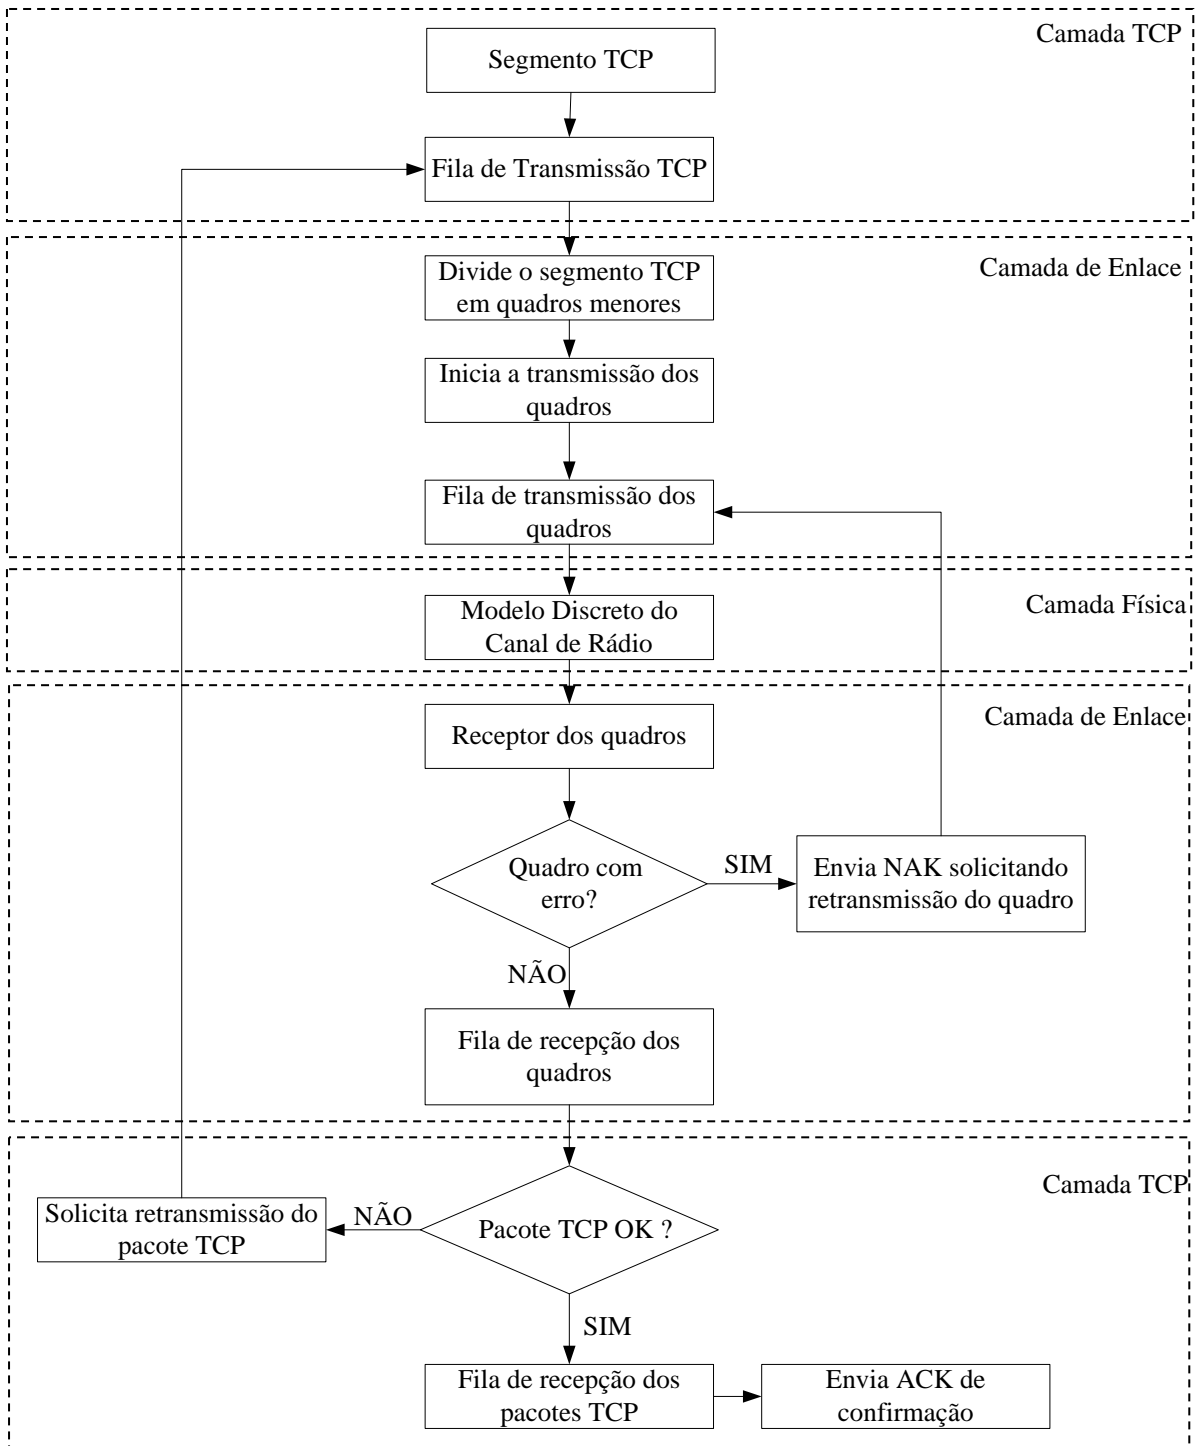 Camada TCP
Segmento TCP
Fila de Transmissão TCP
Camada de Enlace
Divide o segmento TCP
em quadros menores
Inicia a transmissão dos
quadros
Fila de transmissão dos
quadros
Camada Física
Modelo Discreto do
Canal de Rádio
Camada de Enlace
Receptor dos quadros
Quadro com
erro?
SIM
Envia NAK solicitando
retransmissão do quadro
NÃO
Fila de recepção dos
quadros
Camada TCP
Solicita retransmissão do
pacote TCP
NÃO
Pacote TCP OK ?
SIM
Fila de recepção dos
pacotes TCP
Envia ACK de
confirmação